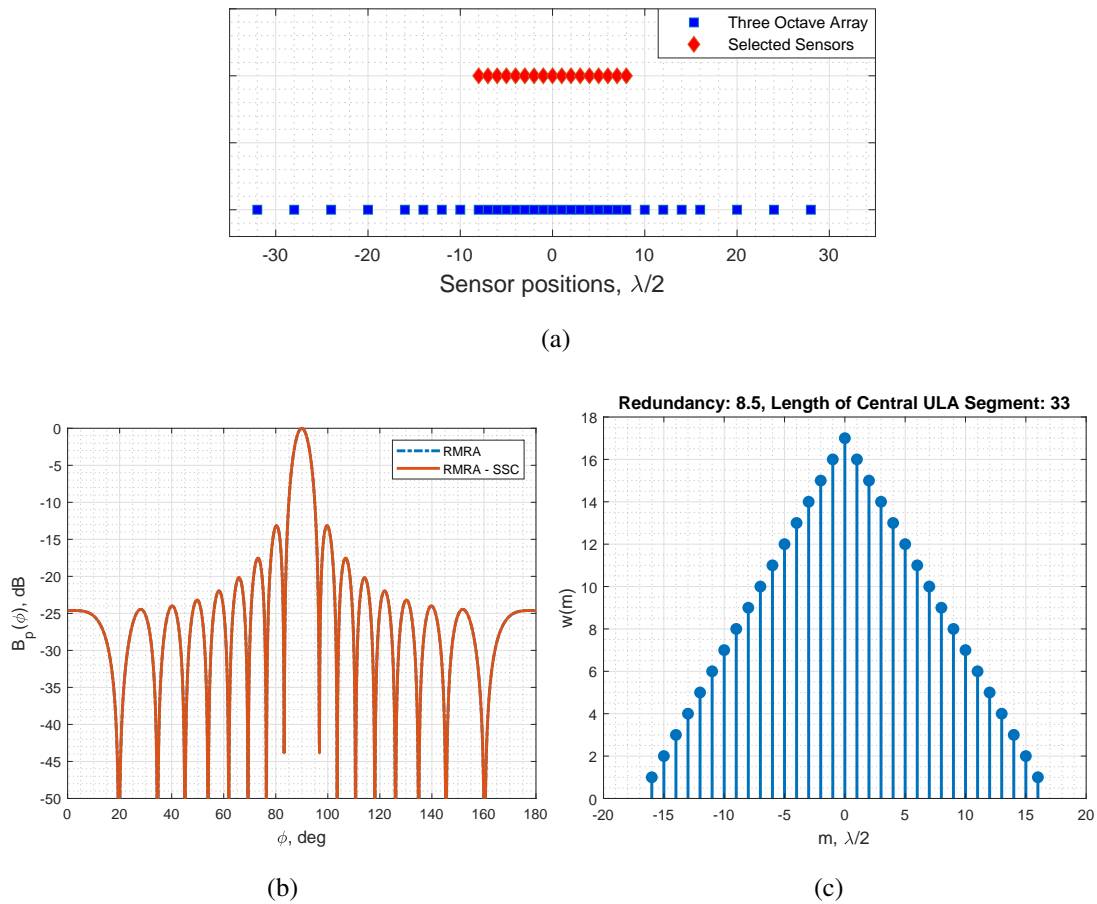 Three Octave Array
Selected Sensors
-30 -20 -10 0 10 20 30
Sensor positions, λ/2
(a)
0
-5
-10
-15
-20
-25
-30
-35
-40
-45
-50
B_p(ϕ), dB
RMRA
RMRA - SSC
0 20 40 60 80 100 120 140 160 180
ϕ, deg
(b)
Redundancy: 8.5, Length of Central ULA Segment: 33
18
16
14
12
10
8
6
4
2
0
w(m)
-20 -15 -10 -5 0 5 10 15 20
m, λ/2
(c)